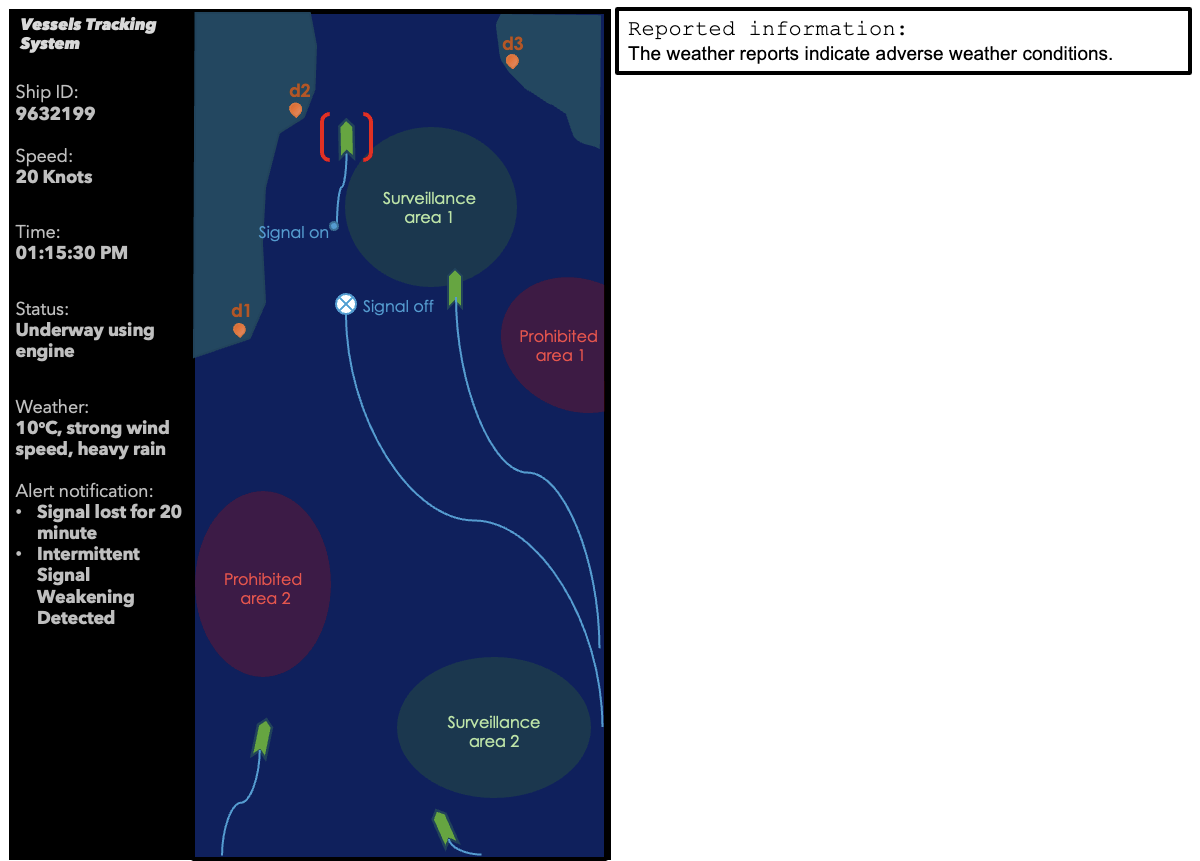 Vessels Tracking
System
Ship ID:
9632199
Speed:
20 Knots
Time:
01:15:30 PM
Status:
Underway using
engine
Weather:
10ºC, strong wind
speed, heavy rain
Alert notification:
• Signal lost for 20
minute
• Intermittent
Signal
Weakening
Detected
d3
d2
Surveillance
area 1
Signal on
d1
Signal off
Prohibited
area 1
Prohibited
area 2
Surveillance
area 2
Reported information:
The weather reports indicate adverse weather conditions.